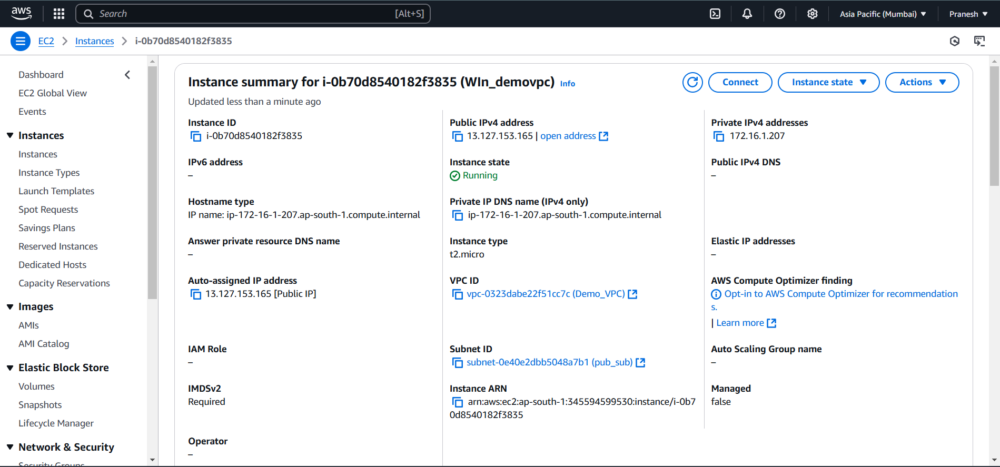 aws
Search [Alt+S]
Asia Pacific (Mumbai)
Pranesh
EC2
Instances
i-0b70d8540182f3835
Dashboard
EC2 Global View
Events
Instances
Instances
Instance Types
Launch Templates
Spot Requests
Savings Plans
Reserved Instances
Dedicated Hosts
Capacity Reservations
Images
AMIs
AMI Catalog
Elastic Block Store
Volumes
Snapshots
Lifecycle Manager
Network & Security
Security Groups
Instance summary for i-0b70d8540182f3835 (WIn_demovpc) Info
Updated less than a minute ago
Connect
Instance state
Actions
Instance ID
i-0b70d8540182f3835
Public IPv4 address
13.127.153.165 | open address
Private IPv4 addresses
172.16.1.207
IPv6 address
–
Instance state
Running
Public IPv4 DNS
–
Hostname type
IP name: ip-172-16-1-207.ap-south-1.compute.internal
Private IP DNS name (IPv4 only)
ip-172-16-1-207.ap-south-1.compute.internal
Answer private resource DNS name
–
Instance type
t2.micro
Elastic IP addresses
–
Auto-assigned IP address
13.127.153.165 [Public IP]
VPC ID
vpc-0323dabe22f51cc7c (Demo_VPC)
AWS Compute Optimizer finding
Opt-in to AWS Compute Optimizer for recommendation
s.
| Learn more
IAM Role
–
Subnet ID
subnet-0e40e2dbb5048a7b1 (pub_sub)
Auto Scaling Group name
–
IMDSv2
Required
Instance ARN
arn:aws:ec2:ap-south-1:345594599530:instance/i-0b7
0d8540182f3835
Managed
false
Operator
–